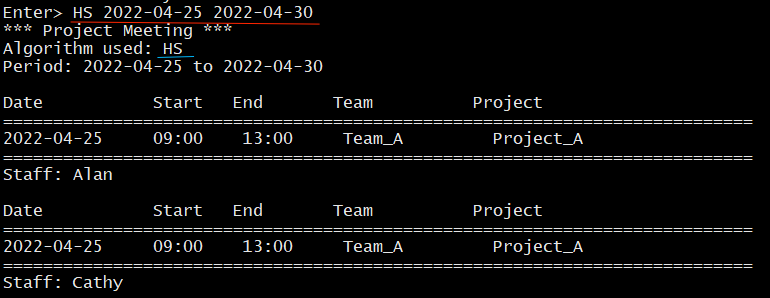 Enter> HS 2022-04-25 2022-04-30
*** Project Meeting ***
Algorithm used: HS
Period: 2022-04-25 to 2022-04-30
Date Start End Team Project
===========================================================================
2022-04-25 09:00 13:00 Team_A Project_A
===========================================================================
Staff: Alan
Date Start End Team Project
===========================================================================
2022-04-25 09:00 13:00 Team_A Project_A
===========================================================================
Staff: Cathy